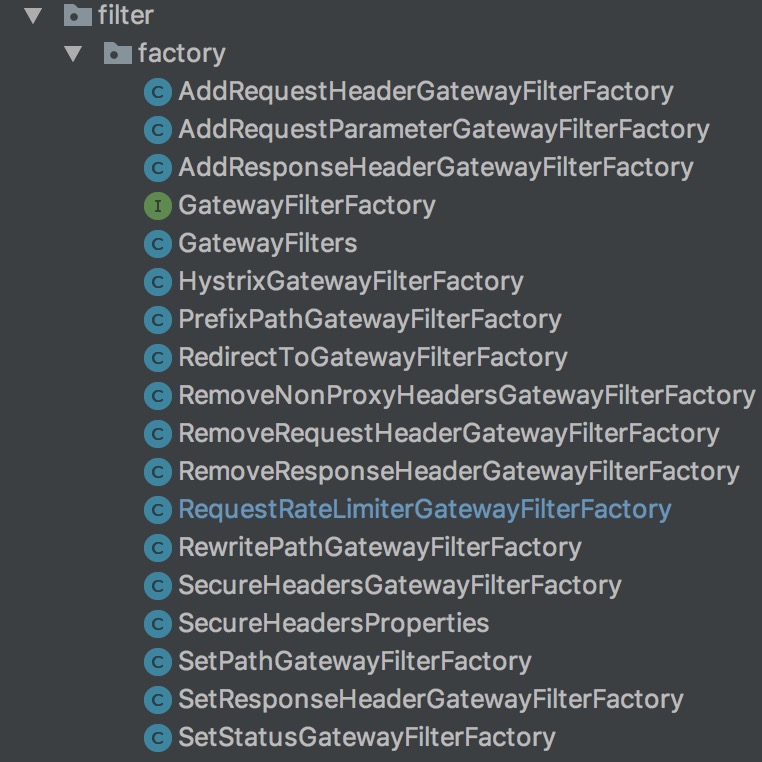 filter
factory
C AddRequestHeaderGatewayFilterFactory
C AddRequestParameterGatewayFilterFactory
C AddResponseHeaderGatewayFilterFactory
I GatewayFilterFactory
C GatewayFilters
C HystrixGatewayFilterFactory
C PrefixPathGatewayFilterFactory
C RedirectToGatewayFilterFactory
C RemoveNonProxyHeadersGatewayFilterFactory
C RemoveRequestHeaderGatewayFilterFactory
C RemoveResponseHeaderGatewayFilterFactory
C RequestRateLimiterGatewayFilterFactory
C RewritePathGatewayFilterFactory
C SecureHeadersGatewayFilterFactory
C SecureHeadersProperties
C SetPathGatewayFilterFactory
C SetResponseHeaderGatewayFilterFactory
C SetStatusGatewayFilterFactory